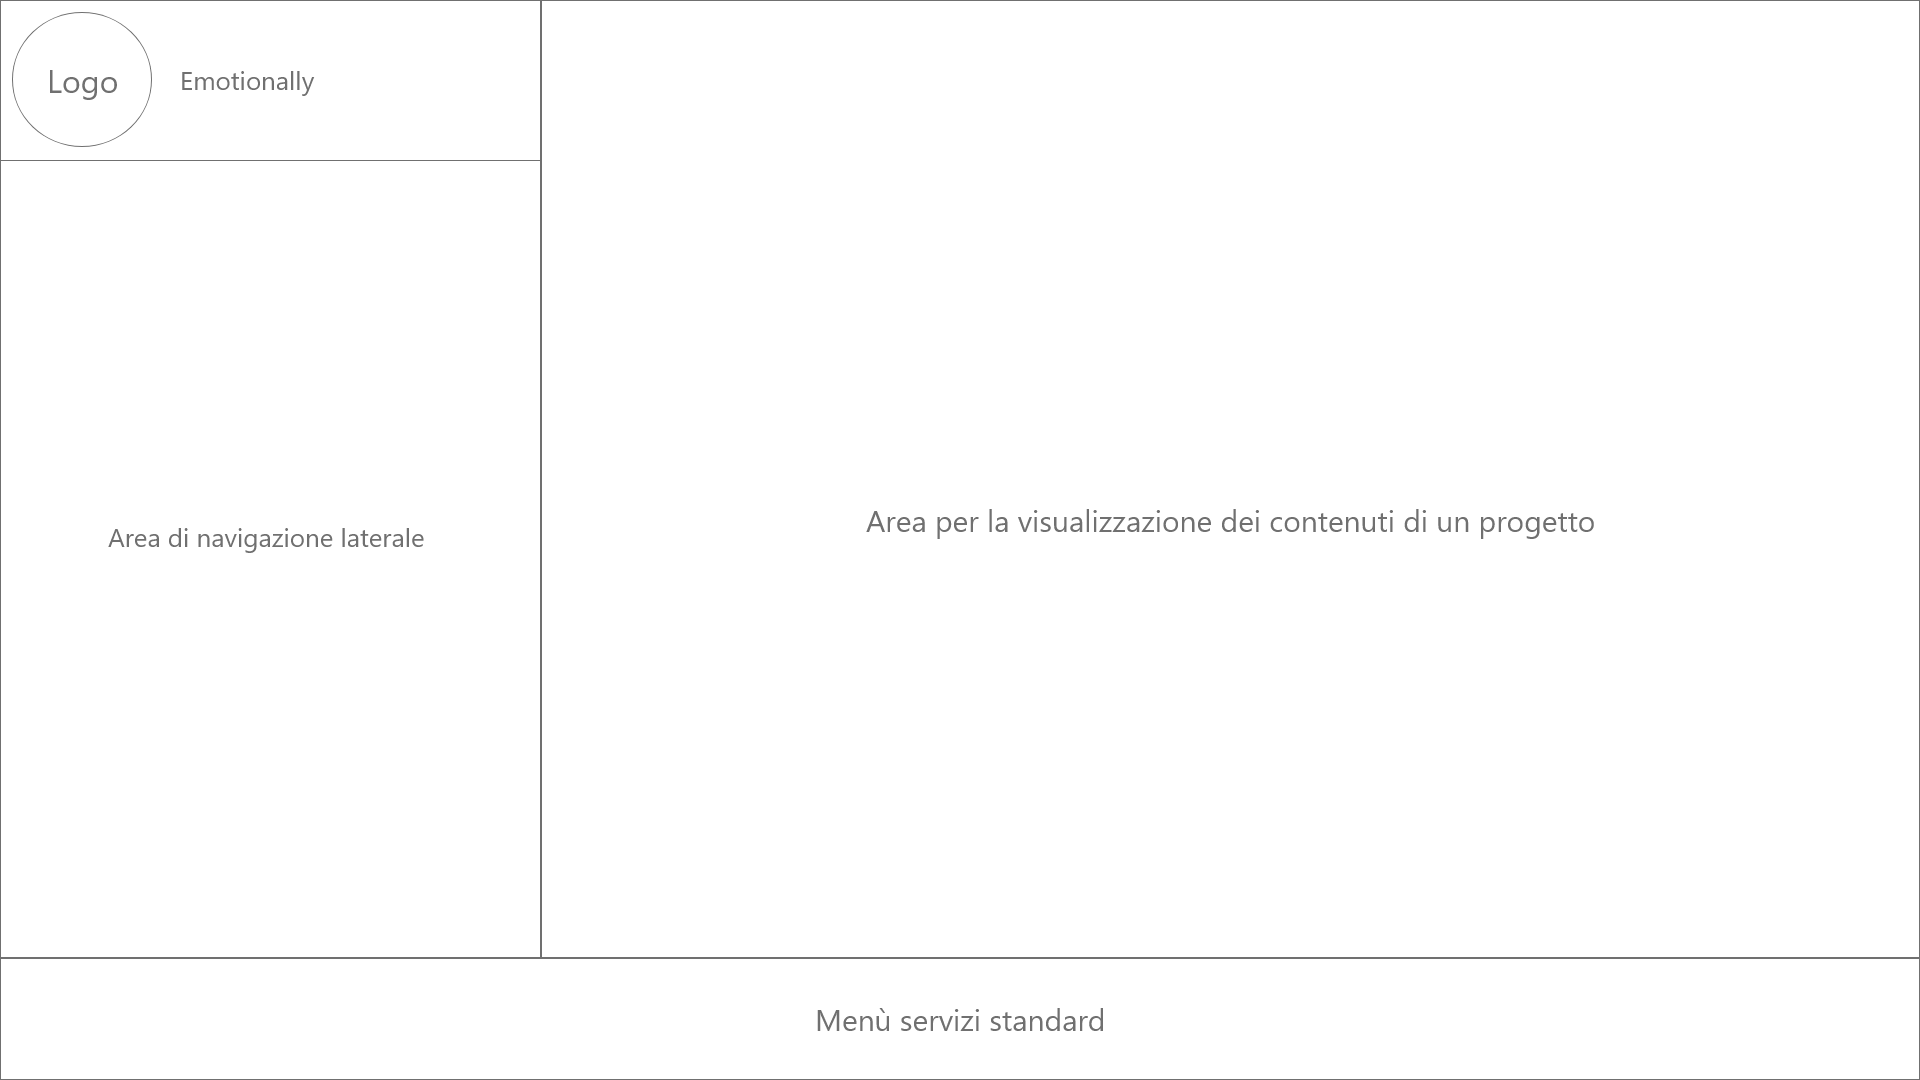 Logo
Emotionally
Area di navigazione laterale
Area per la visualizzazione dei contenuti di un progetto
Menù servizi standard